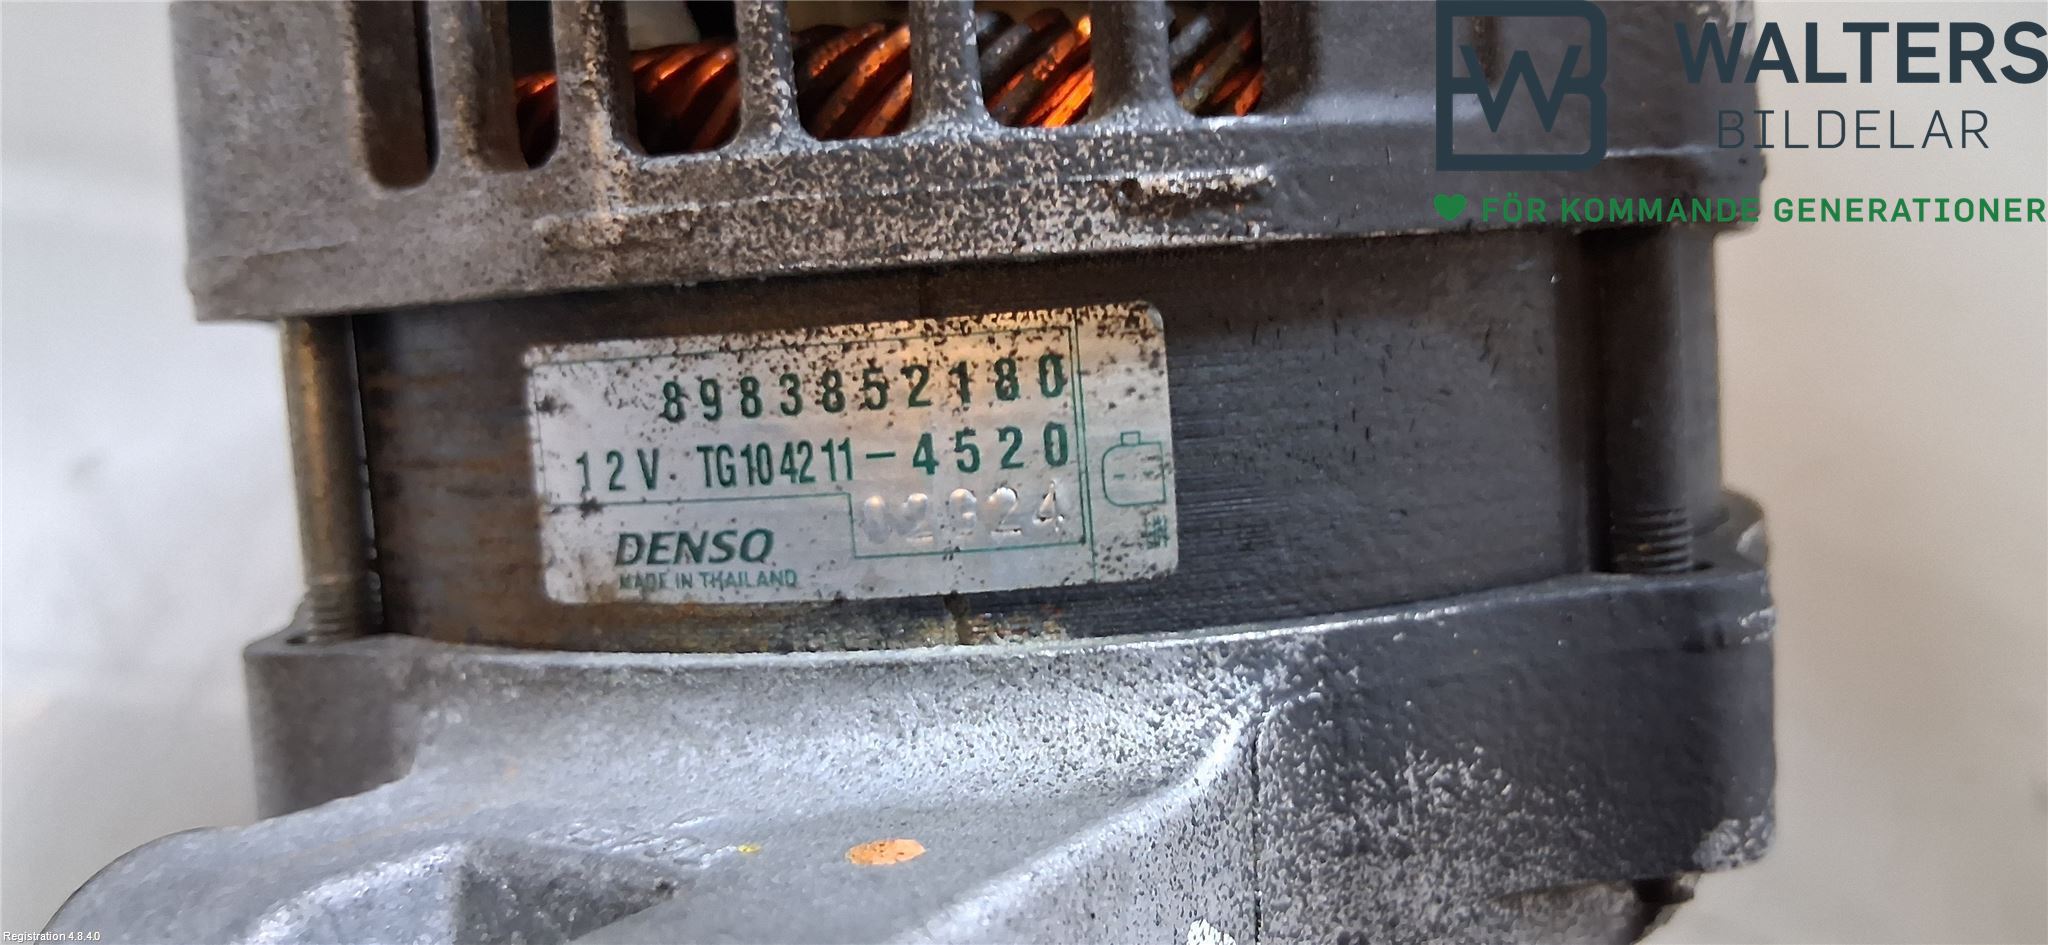 WALTERS
BILDELAR
FÖR KOMMANDE GENERATIONER
8983852180
12V TG104211-4520
DENSO
MADE IN THAILAND
Registration 4.8.4.0